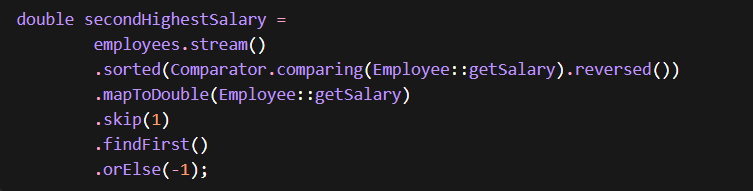 double secondHighestSalary =
employees.stream()
.sorted(Comparator.comparing(Employee::getSalary).reversed())
.mapToDouble(Employee::getSalary)
.skip(1)
.findFirst()
.orElse(-1);